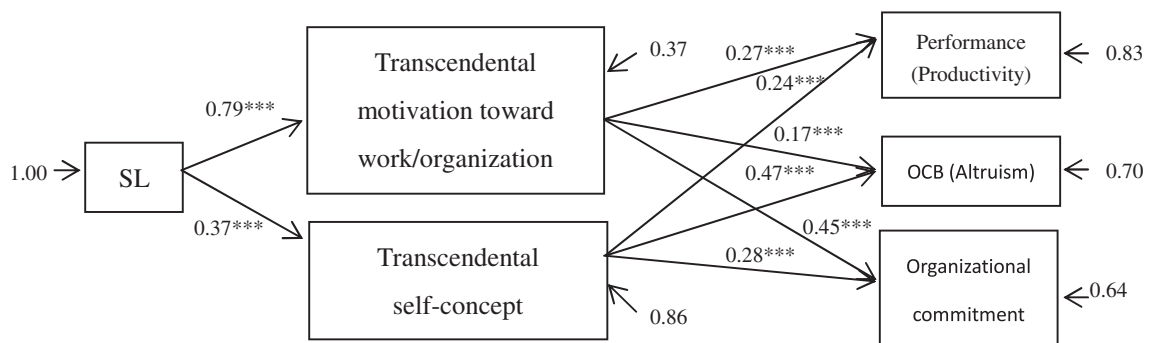 1.00
SL
0.79***
0.37***
Transcendental
motivation toward
work/organization
0.37
Transcendental
self-concept
0.86
0.27***
0.24***
0.17***
0.47***
0.45***
0.28***
Performance
(Productivity)
0.83
OCB (Altruism)
0.70
Organizational
commitment
0.64